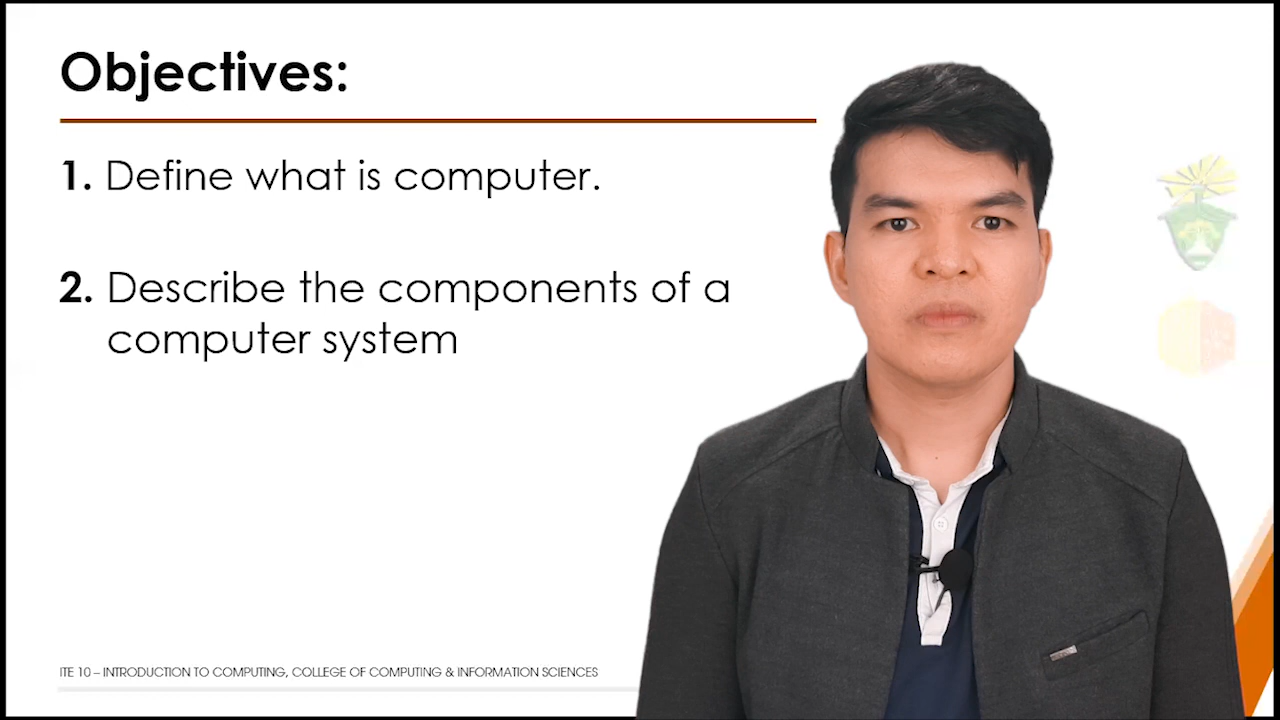 Objectives:
1. Define what is computer.
2. Describe the components of a
computer system
ITE 10 – INTRODUCTION TO COMPUTING, COLLEGE OF COMPUTING & INFORMATION SCIENCES